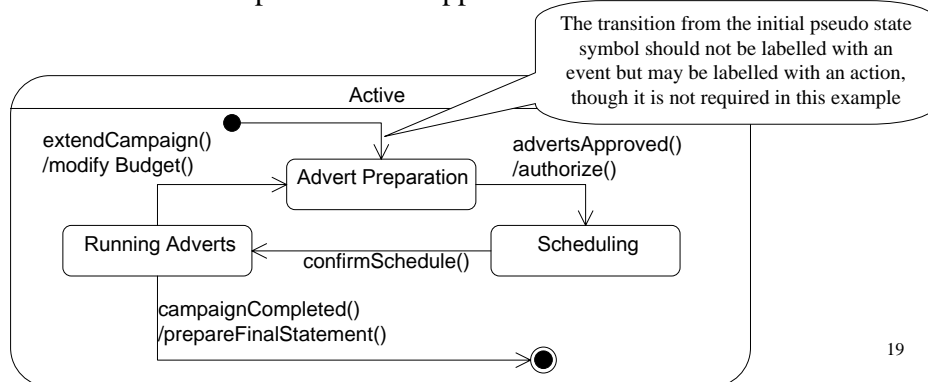 The transition from the initial pseudo state
symbol should not be labelled with an
event but may be labelled with an action,
though it is not required in this example
Active
extendCampaign()
/modify Budget()
advertsApproved()
/authorize()
Advert Preparation
Running Adverts
Scheduling
confirmSchedule()
campaignCompleted()
/prepareFinalStatement()
19